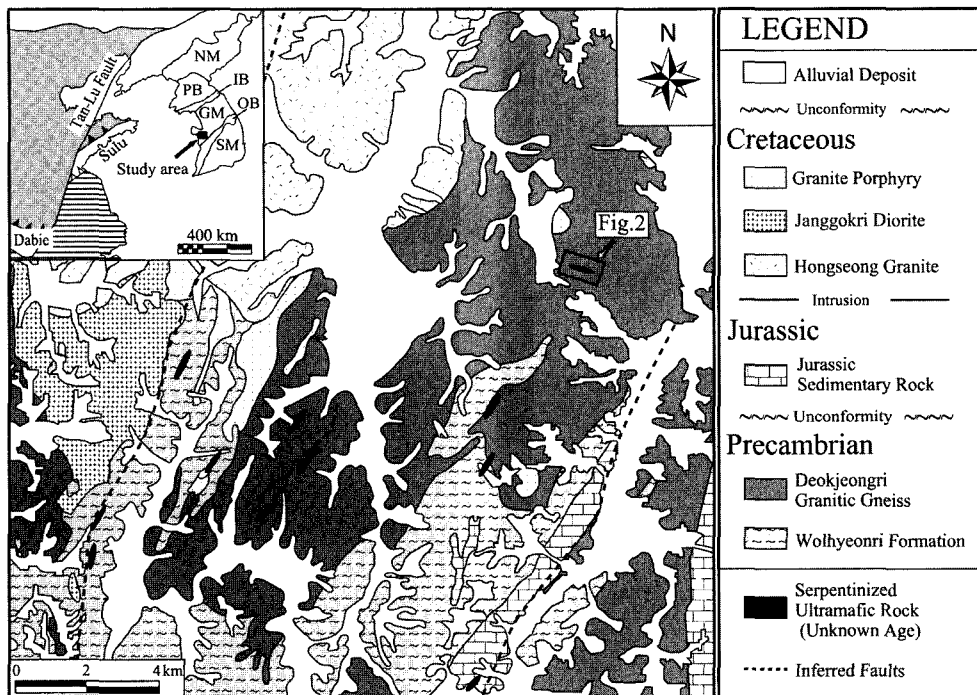 NM
IB
PB
OB
GM
SM
Tan-Lu Fault
Sulu
Study area
Dabie
400 km
N
Fig.2
0 2 4 km
LEGEND
Alluvial Deposit
Unconformity
Cretaceous
Granite Porphyry
Janggokri Diorite
Hongseong Granite
Intrusion
Jurassic
Jurassic
Sedimentary Rock
Unconformity
Precambrian
Deokjeongri
Granitic Gneiss
Wolhyeonri Formation
Serpentinized
Ultramafic Rock
(Unknown Age)
Inferred Faults